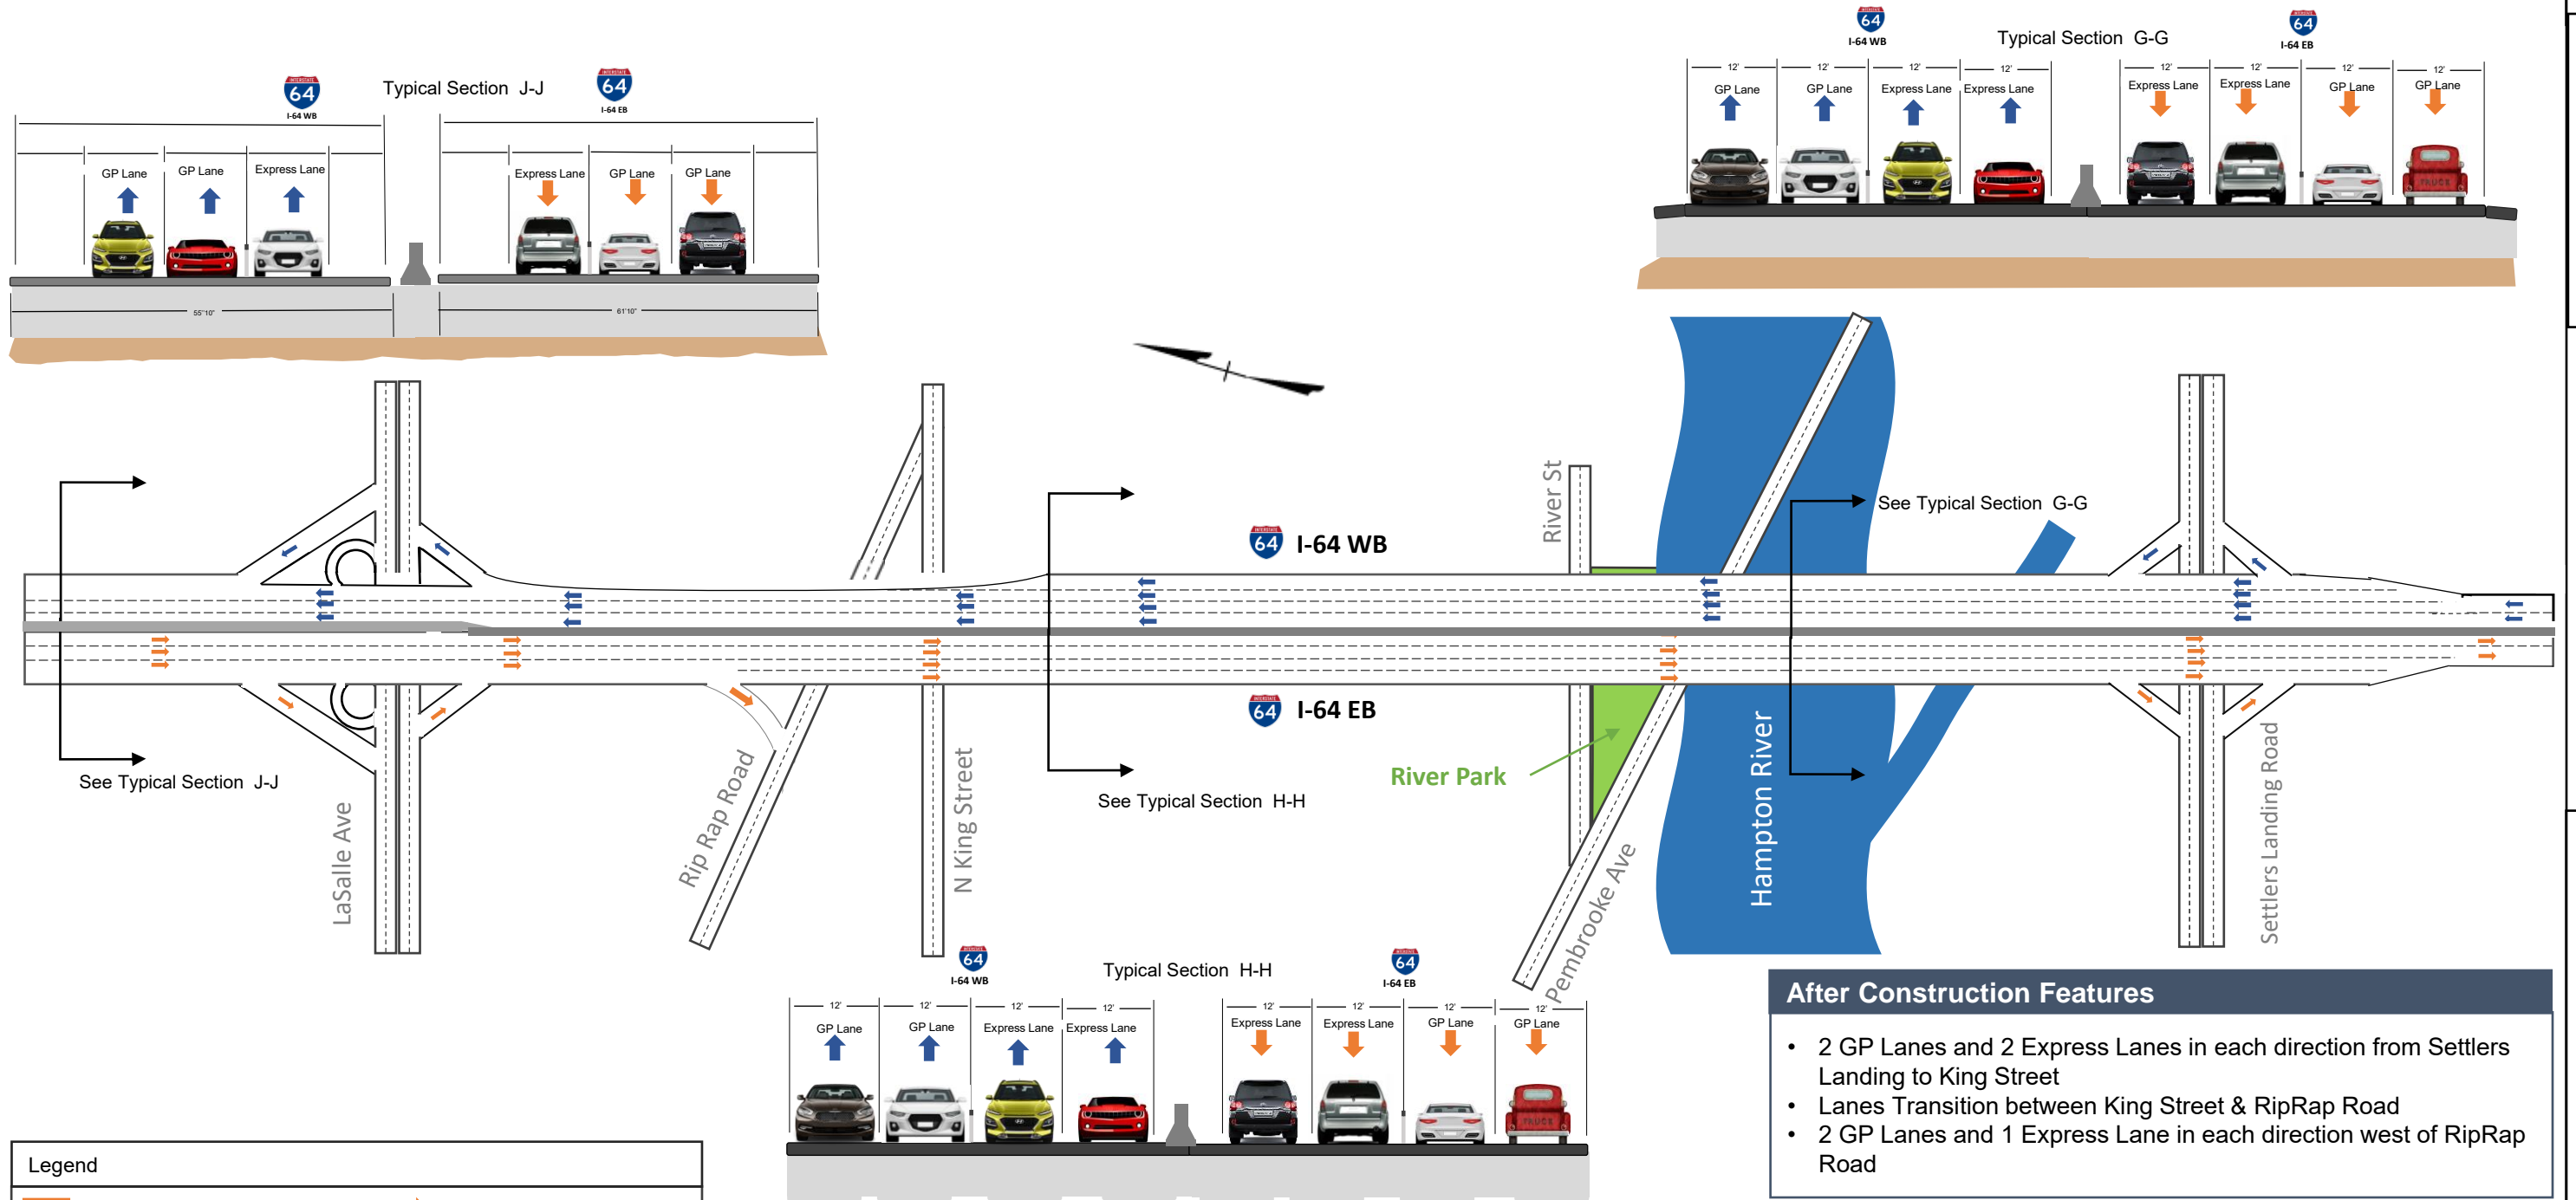 INTERSTATE
64
I-64 WB
Typical Section J-J
INTERSTATE
64
I-64 EB
GP Lane
GP Lane
Express Lane
Express Lane
GP Lane
GP Lane
55'10"
61'10"
64
I-64 WB
Typical Section G-G
64
I-64 EB
12'
12'
12'
12'
12'
12'
12'
12'
GP Lane
GP Lane
Express Lane
Express Lane
Express Lane
Express Lane
GP Lane
GP Lane
TRUCK
See Typical Section J-J
LaSalle Ave
Rip Rap Road
N King Street
INTERSTATE
64
I-64 WB
INTERSTATE
64
I-64 EB
See Typical Section H-H
River St
River Park
Pembrooke Ave
Hampton River
See Typical Section G-G
Settlers Landing Road
64
I-64 WB
Typical Section H-H
64
I-64 EB
12'
12'
12'
12'
12'
12'
12'
12'
GP Lane
GP Lane
Express Lane
Express Lane
Express Lane
Express Lane
GP Lane
GP Lane
TRUCK
After Construction Features
• 2 GP Lanes and 2 Express Lanes in each direction from Settlers
Landing to King Street
• Lanes Transition between King Street & RipRap Road
• 2 GP Lanes and 1 Express Lane in each direction west of RipRap
Road
Legend